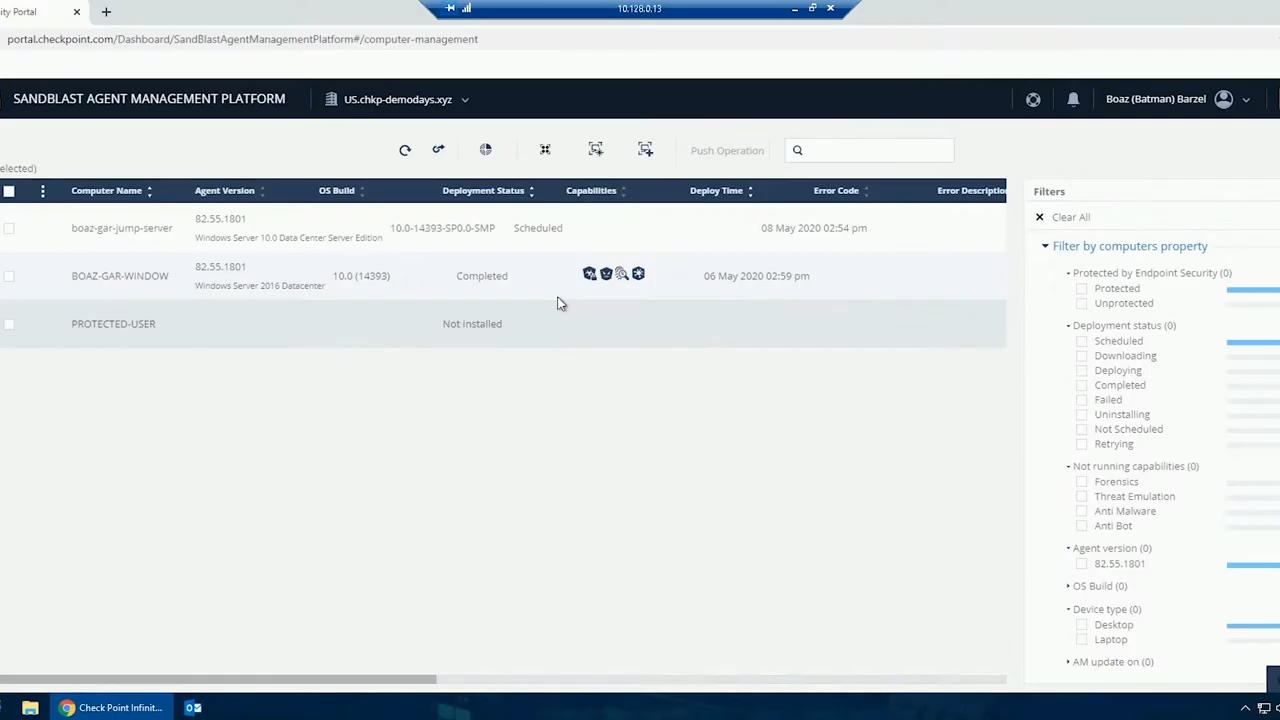 10.128.0.13
ity Portal
portal.checkpoint.com/Dashboard/SandBlastAgentManagementPlatform#/computer-management
SANDBLAST AGENT MANAGEMENT PLATFORM
US.chkp-demodays.xyz
Boaz (Batman) Barzel
elected)
Push Operation
Computer Name Agent Version OS Build Deployment Status Capabilities Deploy Time Error Code Error Descriptio
boaz-gar-jump-server 82.55.1801 10.0-14393-SP0.0-SMP Scheduled 08 May 2020 02:54 pm
Windows Server 10.0 Data Center Server Edition
BOAZ-GAR-WINDOW 82.55.1801 10.0 (14393) Completed 06 May 2020 02:59 pm
Windows Server 2016 Datacenter
PROTECTED-USER Not installed
Filters
Clear All
Filter by computers property
Protected by Endpoint Security (0)
Protected
Unprotected
Deployment status (0)
Scheduled
Downloading
Deploying
Completed
Failed
Uninstalling
Not Scheduled
Retrying
Not running capabilities (0)
Forensics
Threat Emulation
Anti Malware
Anti Bot
Agent version (0)
82.55.1801
OS Build (0)
Device type (0)
Desktop
Laptop
AM update on (0)
Check Point Infinit...